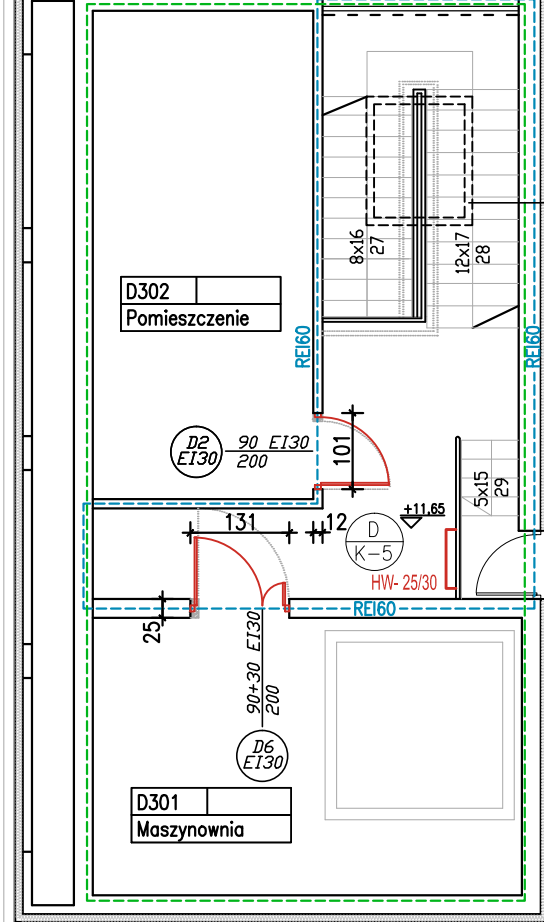 8x16
27
12x17
28
D302
Pomieszczenie
REI60
REI60
D2
EI30
90 EI30
200
101
5x15
29
131
12
+11,65
D
K-5
HW- 25/30
REI60
25
90+30 EI30
200
D6
EI30
D301
Maszynownia